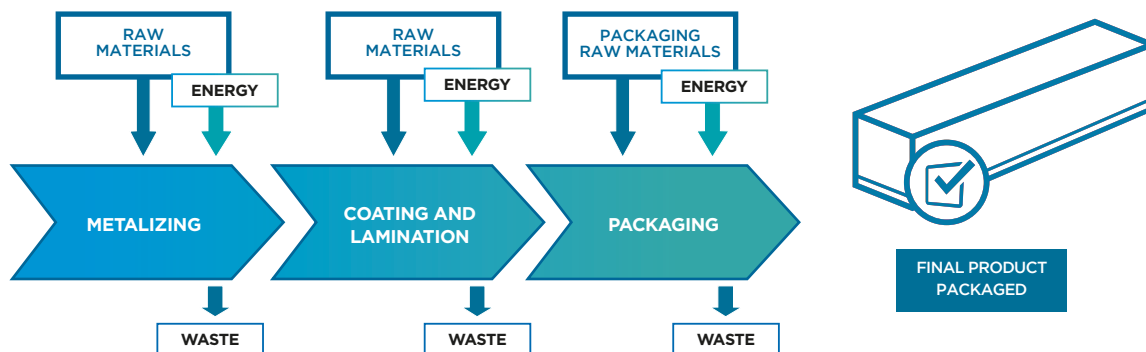 RAW
MATERIALS
ENERGY
RAW
MATERIALS
ENERGY
PACKAGING
RAW MATERIALS
ENERGY
METALIZING
COATING AND
LAMINATION
PACKAGING
FINAL PRODUCT
PACKAGED
WASTE
WASTE
WASTE